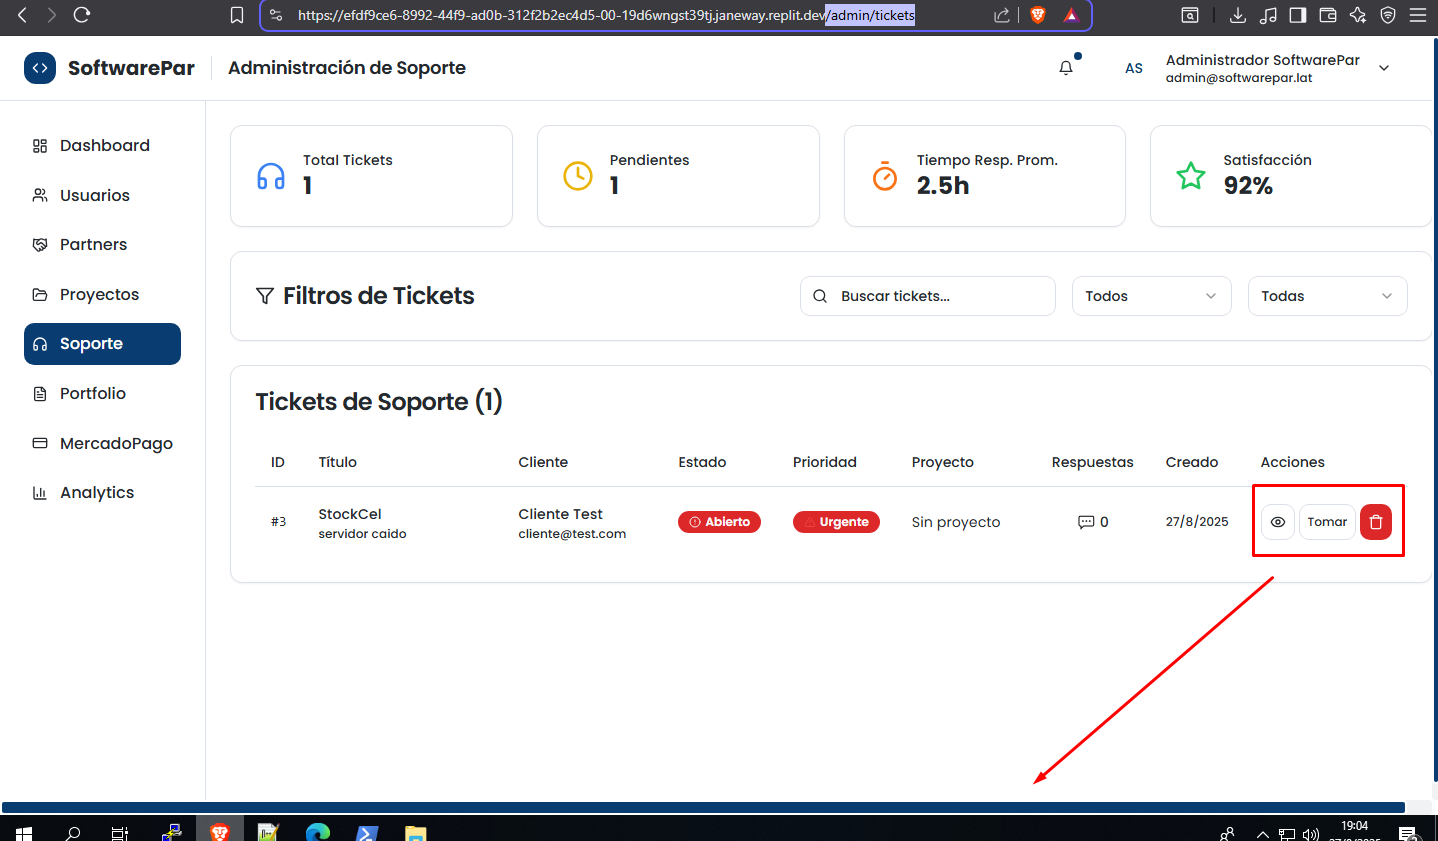 https://efdf9ce6-8992-44f9-ad0b-312f2b2ec4d5-00-19d6wngst39tj.janeway.replit.dev/admin/tickets
SoftwarePar
Administración de Soporte
AS
Administrador SoftwarePar
admin@softwarepar.lat
Dashboard
Usuarios
Partners
Proyectos
Soporte
Portfolio
MercadoPago
Analytics
Total Tickets
1
Pendientes
1
Tiempo Resp. Prom.
2.5h
Satisfacción
92%
Filtros de Tickets
Buscar tickets...
Todos
Todas
Tickets de Soporte (1)
ID Título Cliente Estado Prioridad Proyecto Respuestas Creado Acciones
#3 StockCel Cliente Test Abierto Urgente Sin proyecto 0 27/8/2025 Tomar
servidor caido cliente@test.com
19:04